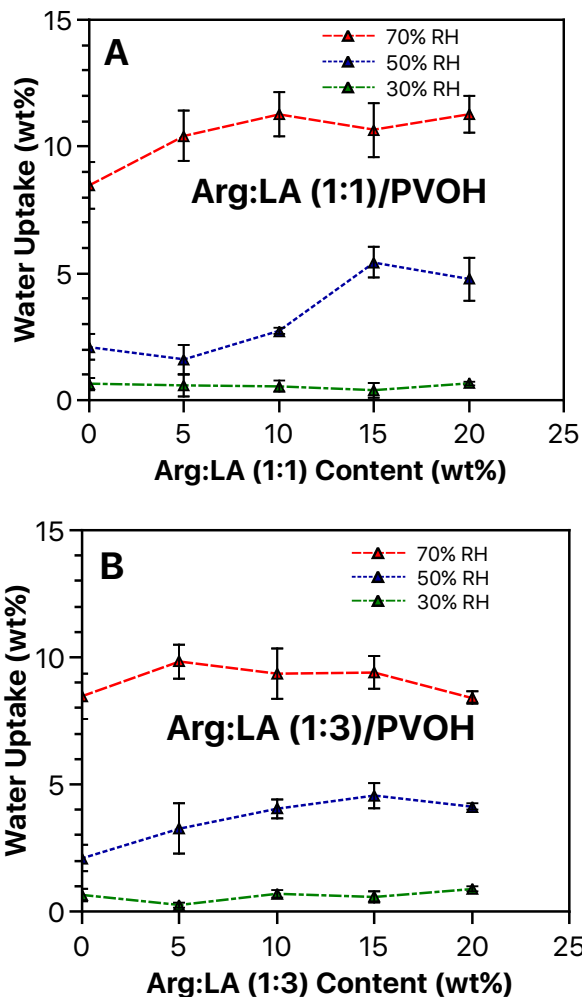 15
A
70% RH
50% RH
30% RH
10
Arg:LA (1:1)/PVOH
5
0
Water Uptake (wt%)
0 5 10 15 20 25
Arg:LA (1:1) Content (wt%)
15
B
70% RH
50% RH
30% RH
10
Arg:LA (1:3)/PVOH
5
0
Water Uptake (wt%)
0 5 10 15 20 25
Arg:LA (1:3) Content (wt%)